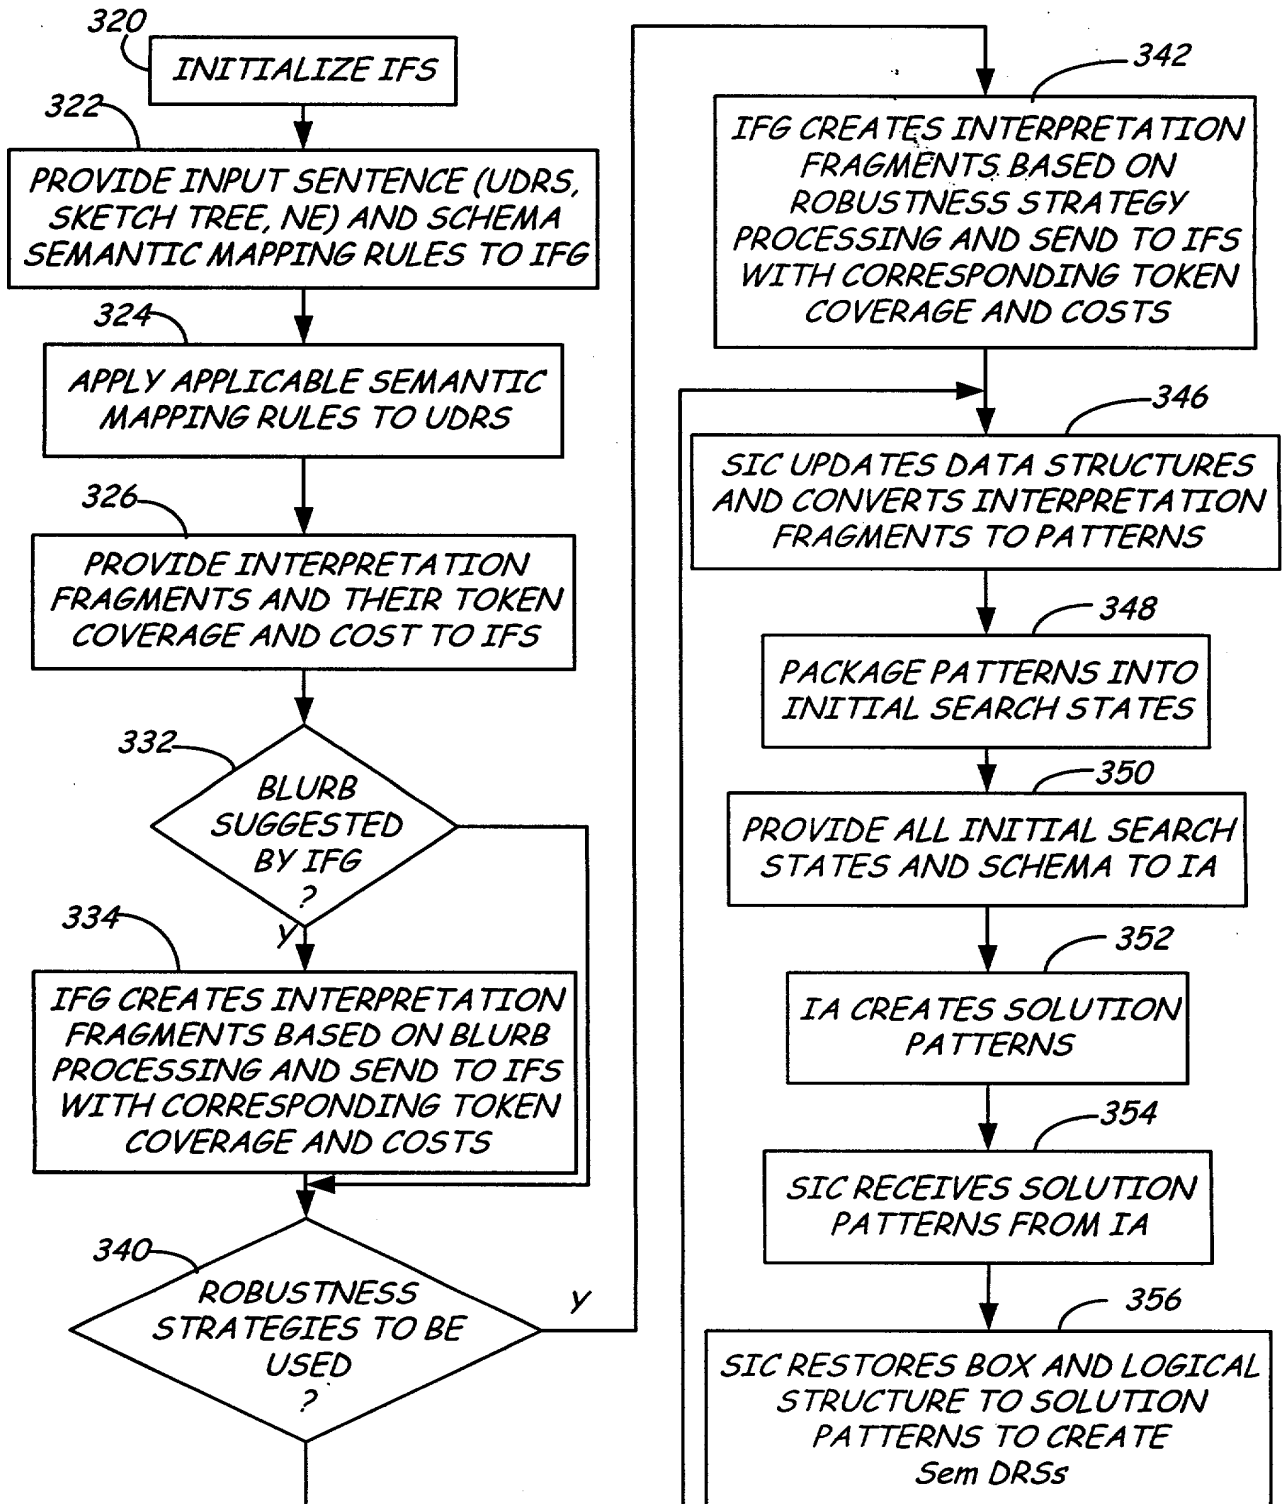 320
INITIALIZE IFS
322
PROVIDE INPUT SENTENCE (UDRS,
SKETCH TREE, NE) AND SCHEMA
SEMANTIC MAPPING RULES TO IFG
324
APPLY APPLICABLE SEMANTIC
MAPPING RULES TO UDRS
326
PROVIDE INTERPRETATION
FRAGMENTS AND THEIR TOKEN
COVERAGE AND COST TO IFS
332
BLURB
SUGGESTED
BY IFG
?
Y
334
IFG CREATES INTERPRETATION
FRAGMENTS BASED ON BLURB
PROCESSING AND SEND TO IFS
WITH CORRESPONDING TOKEN
COVERAGE AND COSTS
340
ROBUSTNESS
STRATEGIES TO BE
USED
?
Y
342
IFG CREATES INTERPRETATION
FRAGMENTS BASED ON
ROBUSTNESS STRATEGY
PROCESSING AND SEND TO IFS
WITH CORRESPONDING TOKEN
COVERAGE AND COSTS
346
SIC UPDATES DATA STRUCTURES
AND CONVERTS INTERPRETATION
FRAGMENTS TO PATTERNS
348
PACKAGE PATTERNS INTO
INITIAL SEARCH STATES
350
PROVIDE ALL INITIAL SEARCH
STATES AND SCHEMA TO IA
352
IA CREATES SOLUTION
PATTERNS
354
SIC RECEIVES SOLUTION
PATTERNS FROM IA
356
SIC RESTORES BOX AND LOGICAL
STRUCTURE TO SOLUTION
PATTERNS TO CREATE
Sem DRSs